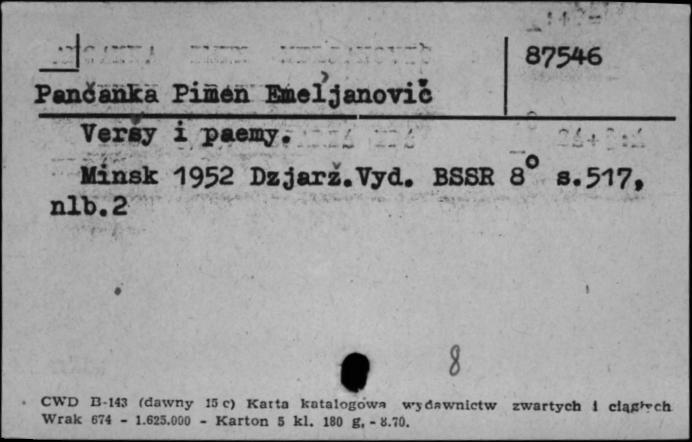 87546
Pančanka Pimen Emeljanovič
Versy i paemy.
Minsk 1952 Dzjarž.Vyd. BSSR 8° s.517,
nlb.2
8
CWD B-143 (dawny 15 c) Karta katalogowa wydawnictw zwartych i ciągłych
Wrak 674 - 1.625.000 - Karton 5 kl. 180 g, - 8.70.